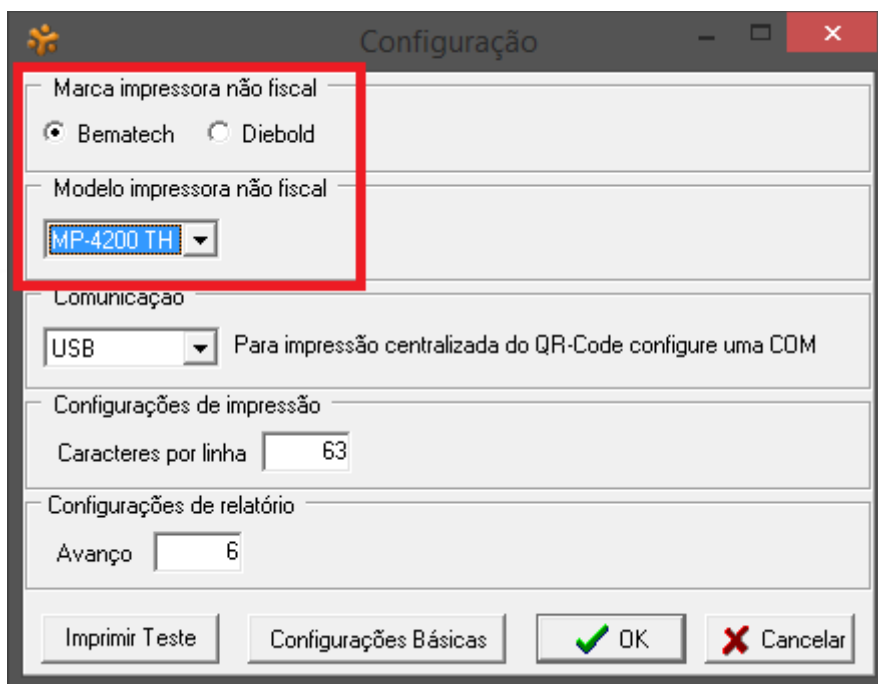 Configuração
Marca impressora não fiscal
Bematech Diebold
Modelo impressora não fiscal
MP-4200 TH
Comunicação
USB Para impressão centralizada do QR-Code configure uma COM
Configurações de impressão
Caracteres por linha 63
Configurações de relatório
Avanço 6
Imprimir Teste Configurações Básicas OK Cancelar